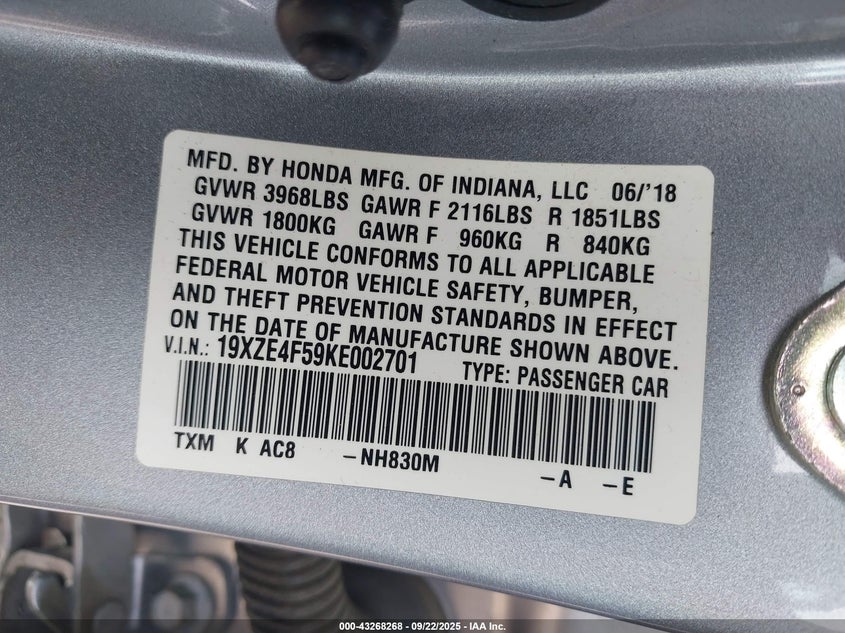 MFD. BY HONDA MFG. OF INDIANA, LLC 06/'18
GVWR 3968LBS GAWR F 2116LBS R 1851LBS
GVWR 1800KG GAWR F 960KG R 840KG
THIS VEHICLE CONFORMS TO ALL APPLICABLE
FEDERAL MOTOR VEHICLE SAFETY, BUMPER,
AND THEFT PREVENTION STANDARDS IN EFFECT
ON THE DATE OF MANUFACTURE SHOWN ABOVE.
V.I.N.: 19XZE4F59KE002701 TYPE: PASSENGER CAR
TXM K AC8 -NH830M -A -E
000-43268268 - 09/22/2025 - IAA Inc.